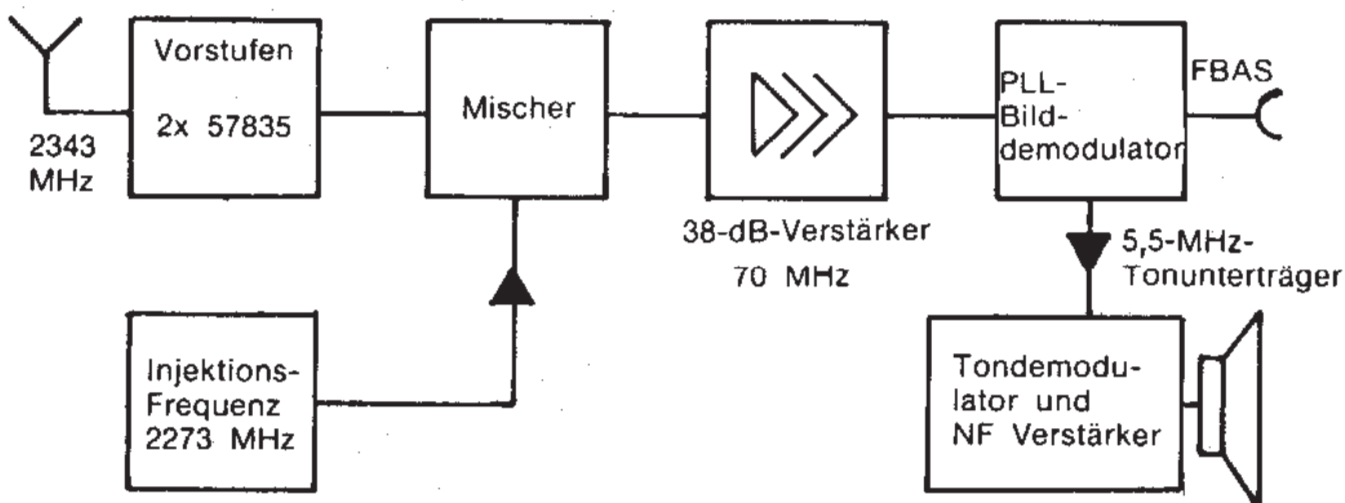 Vorstufen
2x 57835
2343
MHz
Mischer
38-dB-Verstärker
70 MHz
PLL-
Bild-
demodulator
FBAS
5,5-MHz-
Tonunterträger
Injektions-
Frequenz
2273 MHz
Tondemodu-
lator und
NF Verstärker